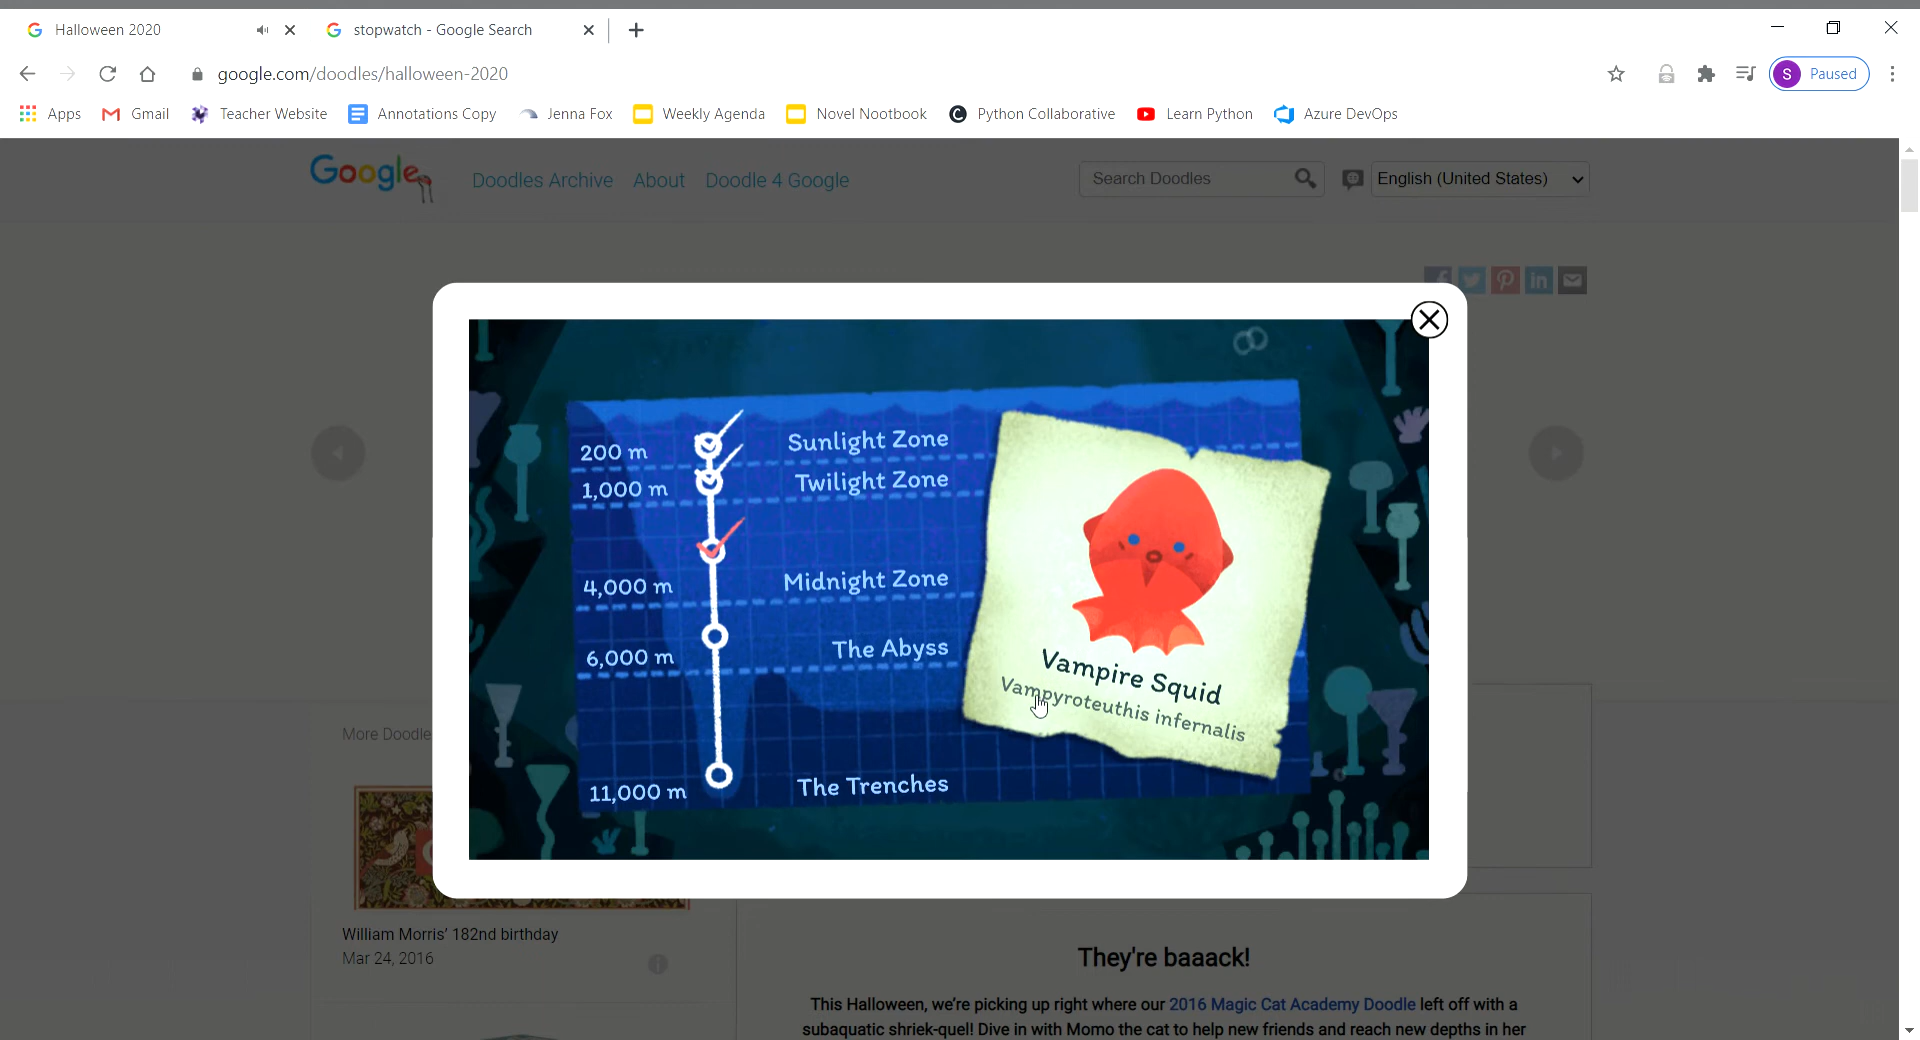 Halloween 2020
stopwatch - Google Search
google.com/doodles/halloween-2020
S Paused
Apps Gmail Teacher Website Annotations Copy Jenna Fox Weekly Agenda Novel Nootbook Python Collaborative Learn Python Azure DevOps
Google Doodles Archive About Doodle 4 Google Search Doodles English (United States)
200 m Sunlight Zone
1,000 m Twilight Zone
4,000 m Midnight Zone
6,000 m The Abyss
11,000 m The Trenches
Vampire Squid
Vampyroteuthis infernalis
More Doodle
William Morris' 182nd birthday
Mar 24, 2016
They're baaack!
This Halloween, we're picking up right where our 2016 Magic Cat Academy Doodle left off with a
subaquatic shriek-quel! Dive in with Momo the cat to help new friends and reach new depths in her